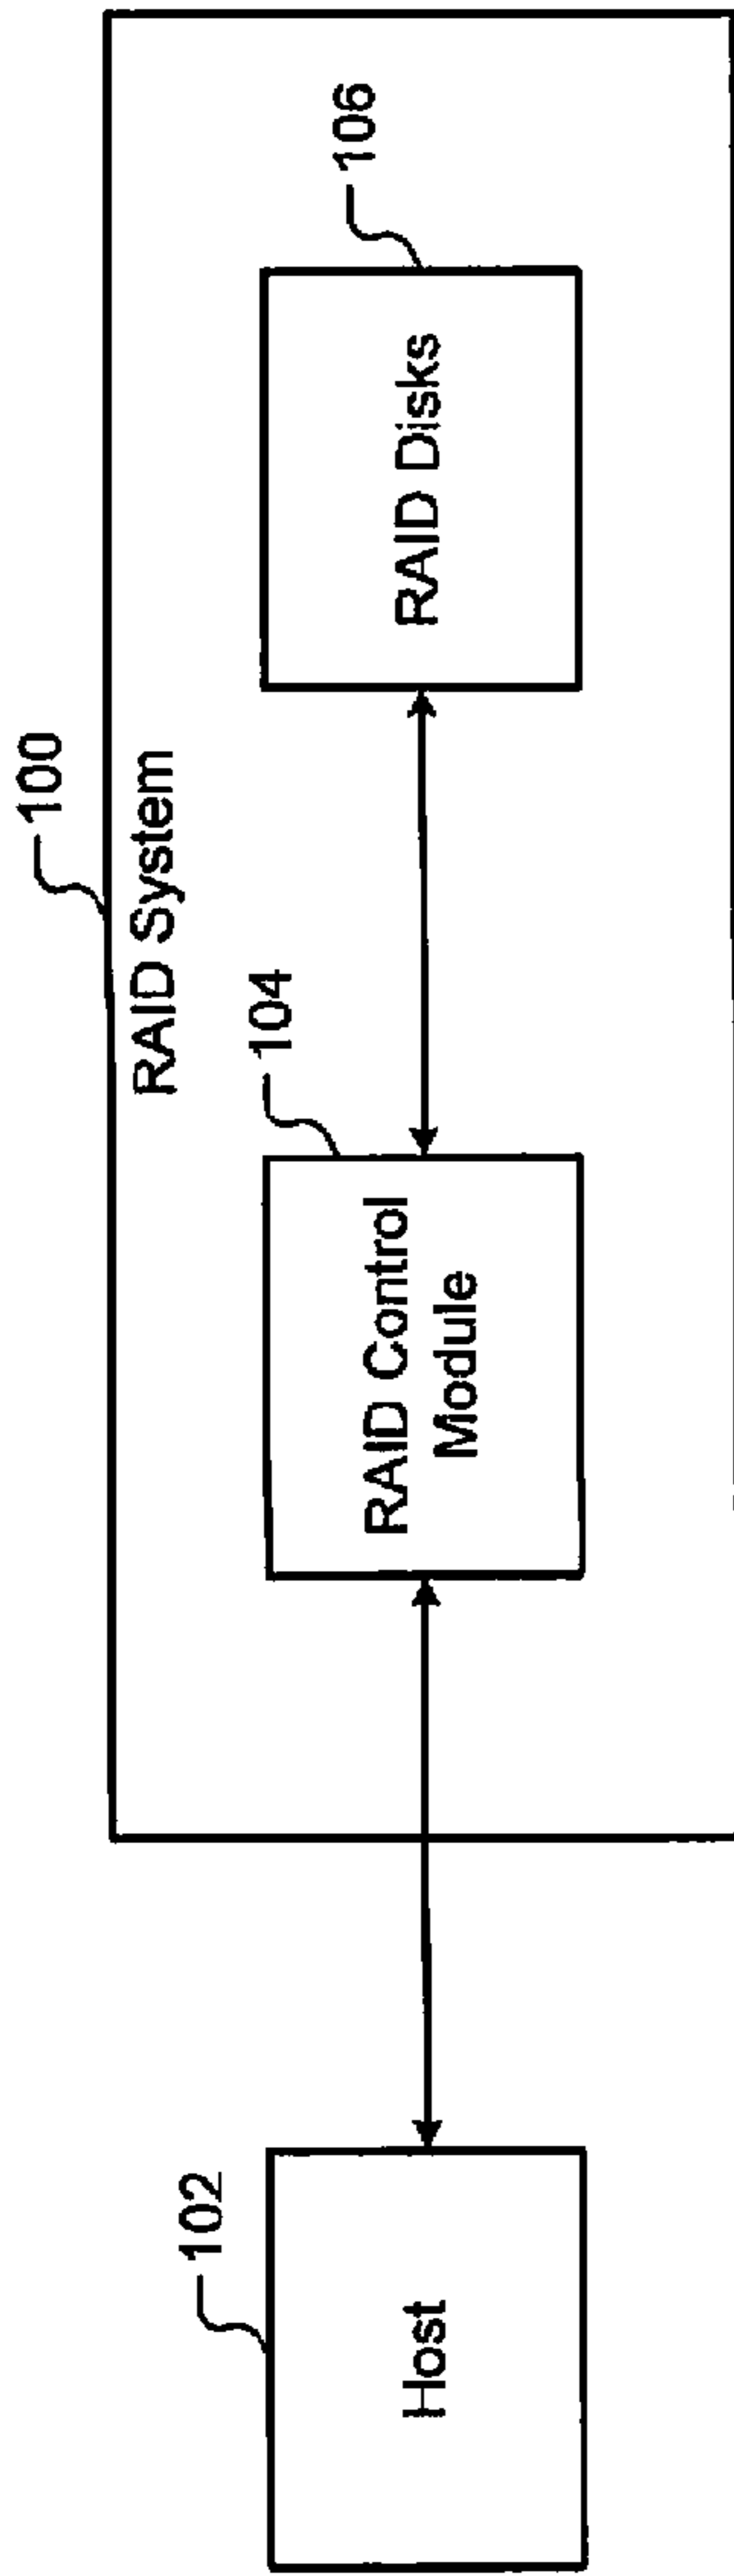 100
RAID System
102
Host
104
RAID Control
Module
106
RAID Disks